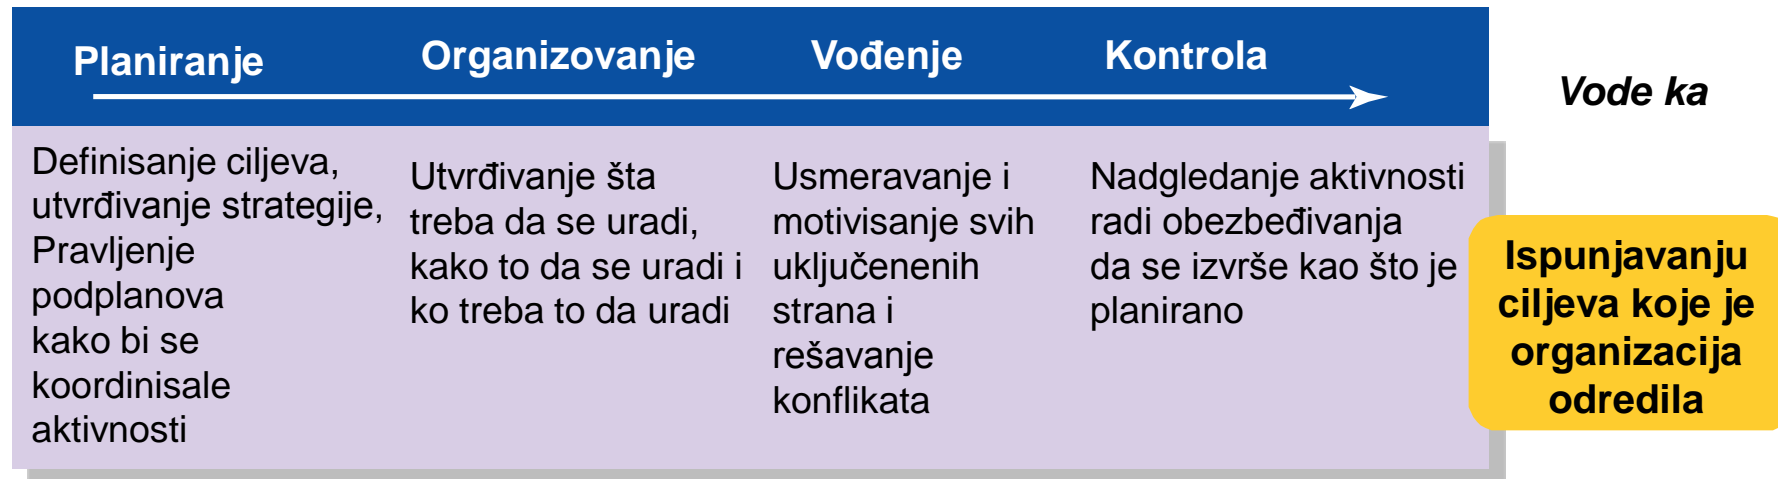 Planiranje
Organizovanje
Vođenje
Kontrola
Vode ka
Definisanje ciljeva,
utvrđivanje strategije,
Pravljenje
podplanova
kako bi se
koordinisale
aktivnosti
Utvrđivanje šta
treba da se uradi,
kako to da se uradi i
ko treba to da uradi
Usmeravanje i
motivisanje svih
uključenenih
strana i
rešavanje
konflikata
Nadgledanje aktivnosti
radi obezbeđivanja
da se izvrše kao što je
planirano
Ispunjavanju
ciljeva koje je
organizacija
odredila